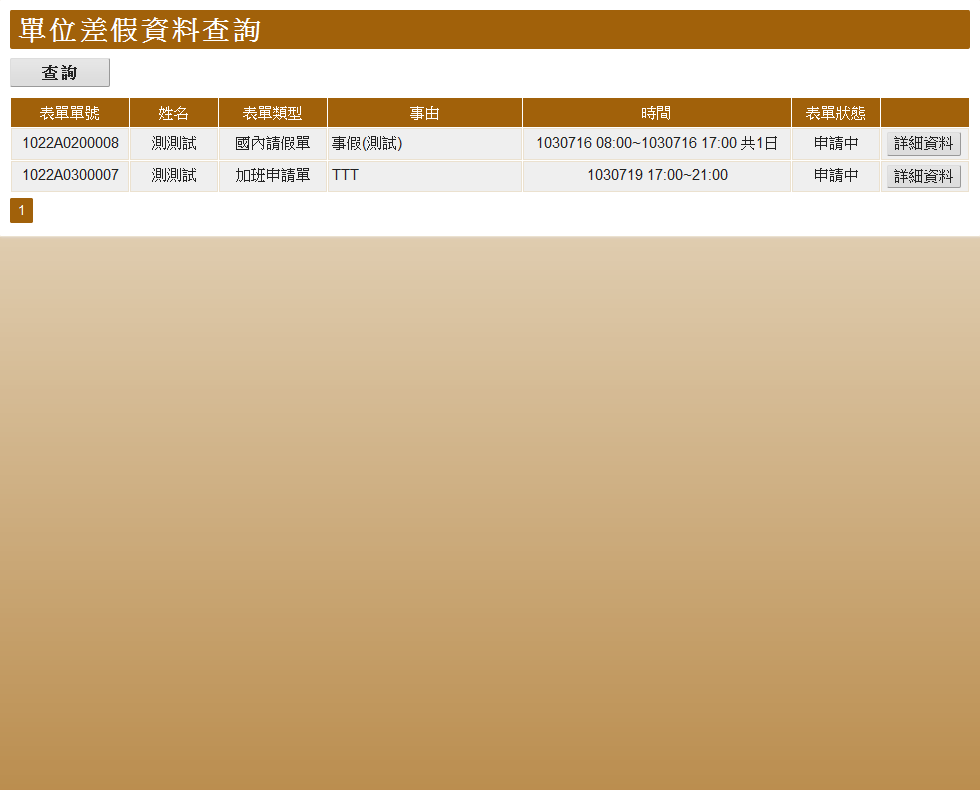 單位差假資料查詢
查詢
表單單號 姓名 表單類型 事由 時間 表單狀態
1022A0200008 測測試 國內請假單 事假(測試) 1030716 08:00~1030716 17:00 共1日 申請中 詳細資料
1022A0300007 測測試 加班申請單 TTT 1030719 17:00~21:00 申請中 詳細資料
1